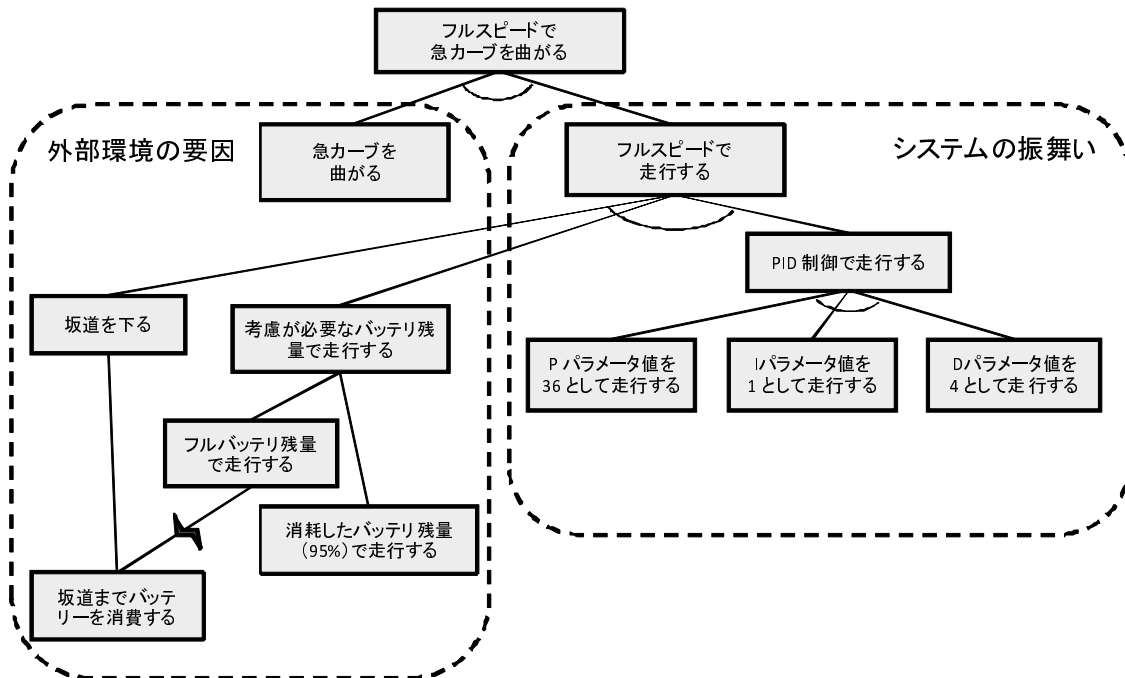 フルスピードで
急カーブを曲がる
外部環境の要因
急カーブを
曲がる
フルスピードで
走行する
システムの振舞い
PID 制御で走行する
坂道を下る
考慮が必要なバッテリ残
量で走行する
P パラメータ値を
36 として走行する
Iパラメータ値を
1 として走行する
Dパラメータ値を
4 として走行する
フルバッテリ残量
で走行する
消耗したバッテリ残量
（95%）で走行する
坂道までバッテ
リーを消費する